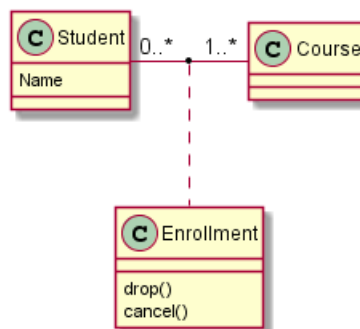 C Student
0..*
1..*
C Course
Name
C Enrollment
drop()
cancel()